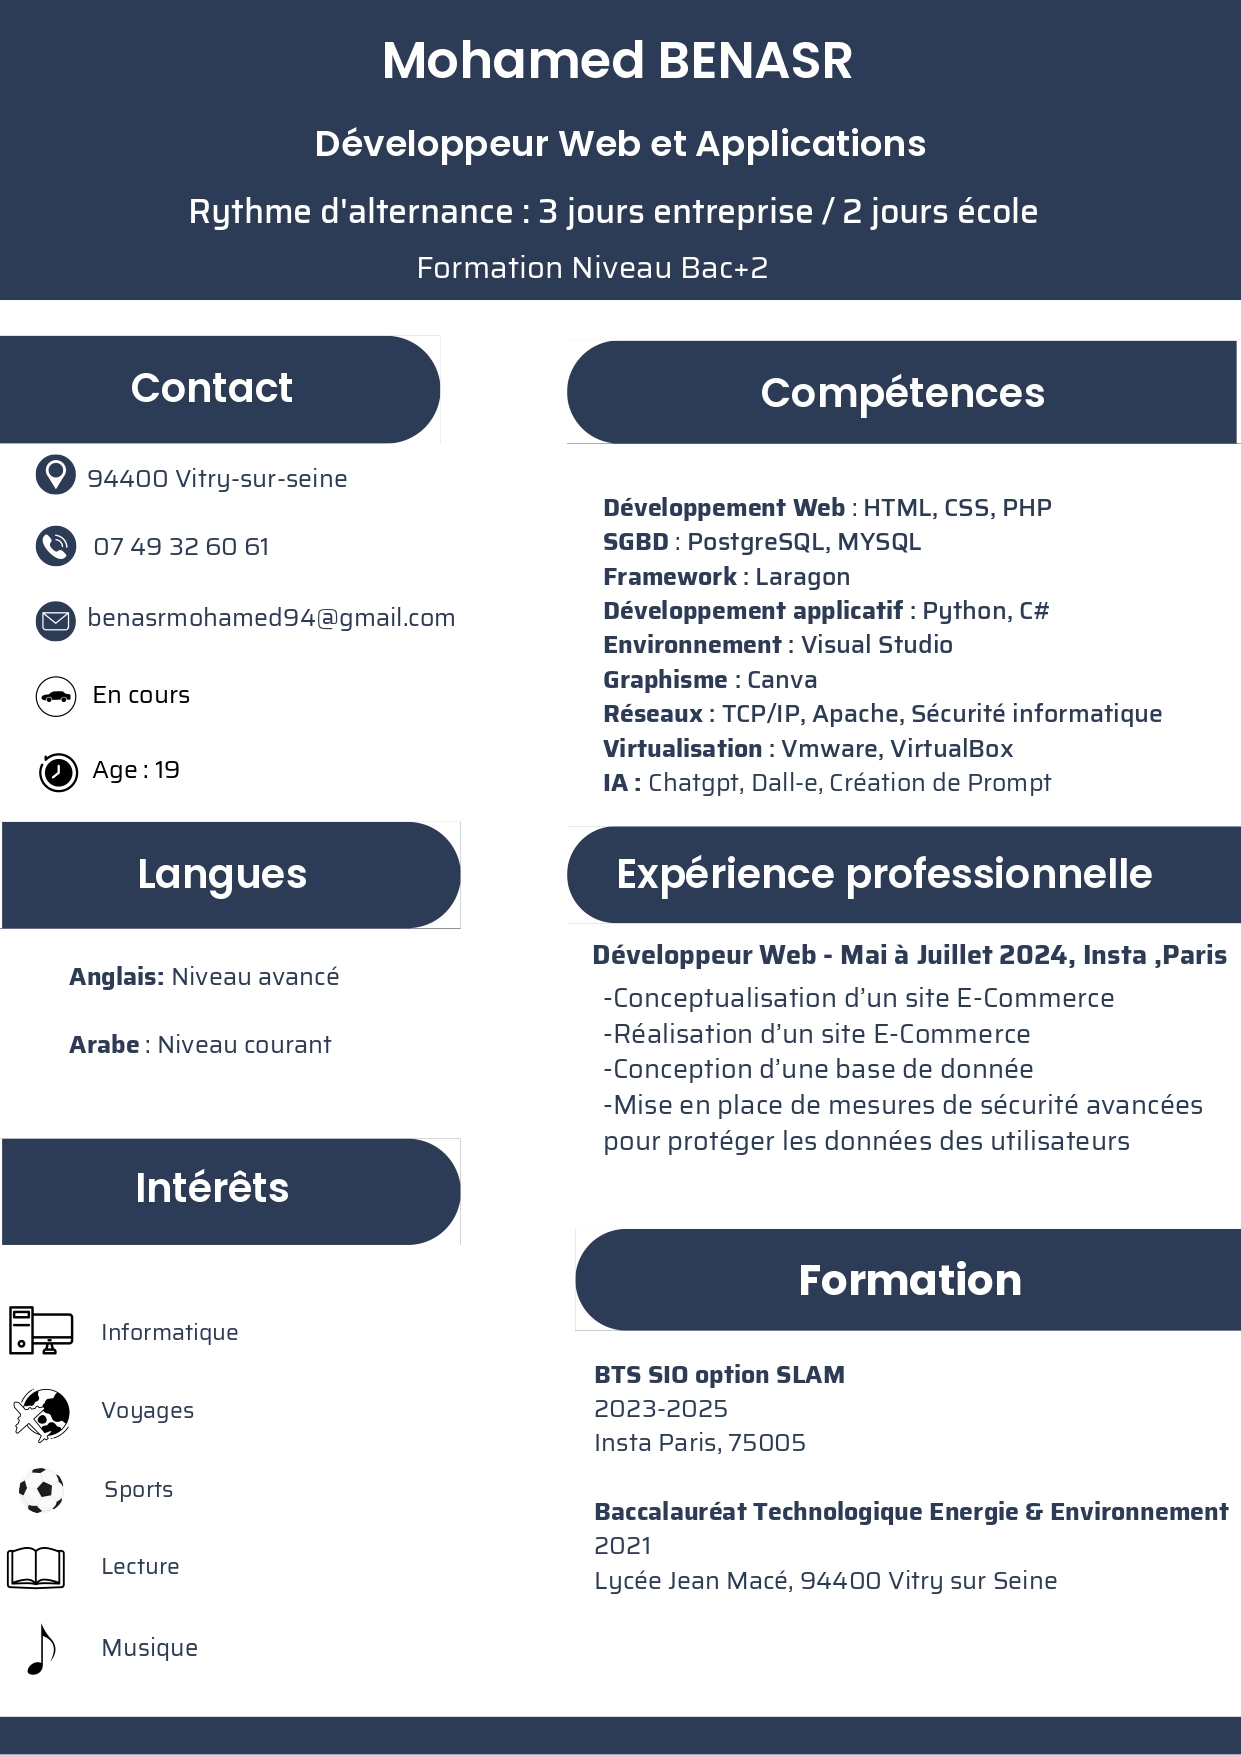 Mohamed BENASR
Développeur Web et Applications
Rythme d'alternance : 3 jours entreprise / 2 jours école
Formation Niveau Bac+2
Contact
94400 Vitry-sur-seine
07 49 32 60 61
benasrmohamed94@gmail.com
En cours
Age : 19
Langues
Anglais: Niveau avancé
Arabe : Niveau courant
Intérêts
Informatique
Voyages
Sports
Lecture
Musique
Compétences
Développement Web : HTML, CSS, PHP
SGBD : PostgreSQL, MYSQL
Framework : Laragon
Développement applicatif : Python, C#
Environnement : Visual Studio
Graphisme : Canva
Réseaux : TCP/IP, Apache, Sécurité informatique
Virtualisation : Vmware, VirtualBox
IA : Chatgpt, Dall-e, Création de Prompt
Expérience professionnelle
Développeur Web - Mai à Juillet 2024, Insta ,Paris
-Conceptualisation d’un site E-Commerce
-Réalisation d’un site E-Commerce
-Conception d’une base de donnée
-Mise en place de mesures de sécurité avancées
pour protéger les données des utilisateurs
Formation
BTS SIO option SLAM
2023-2025
Insta Paris, 75005
Baccalauréat Technologique Energie & Environnement
2021
Lycée Jean Macé, 94400 Vitry sur Seine